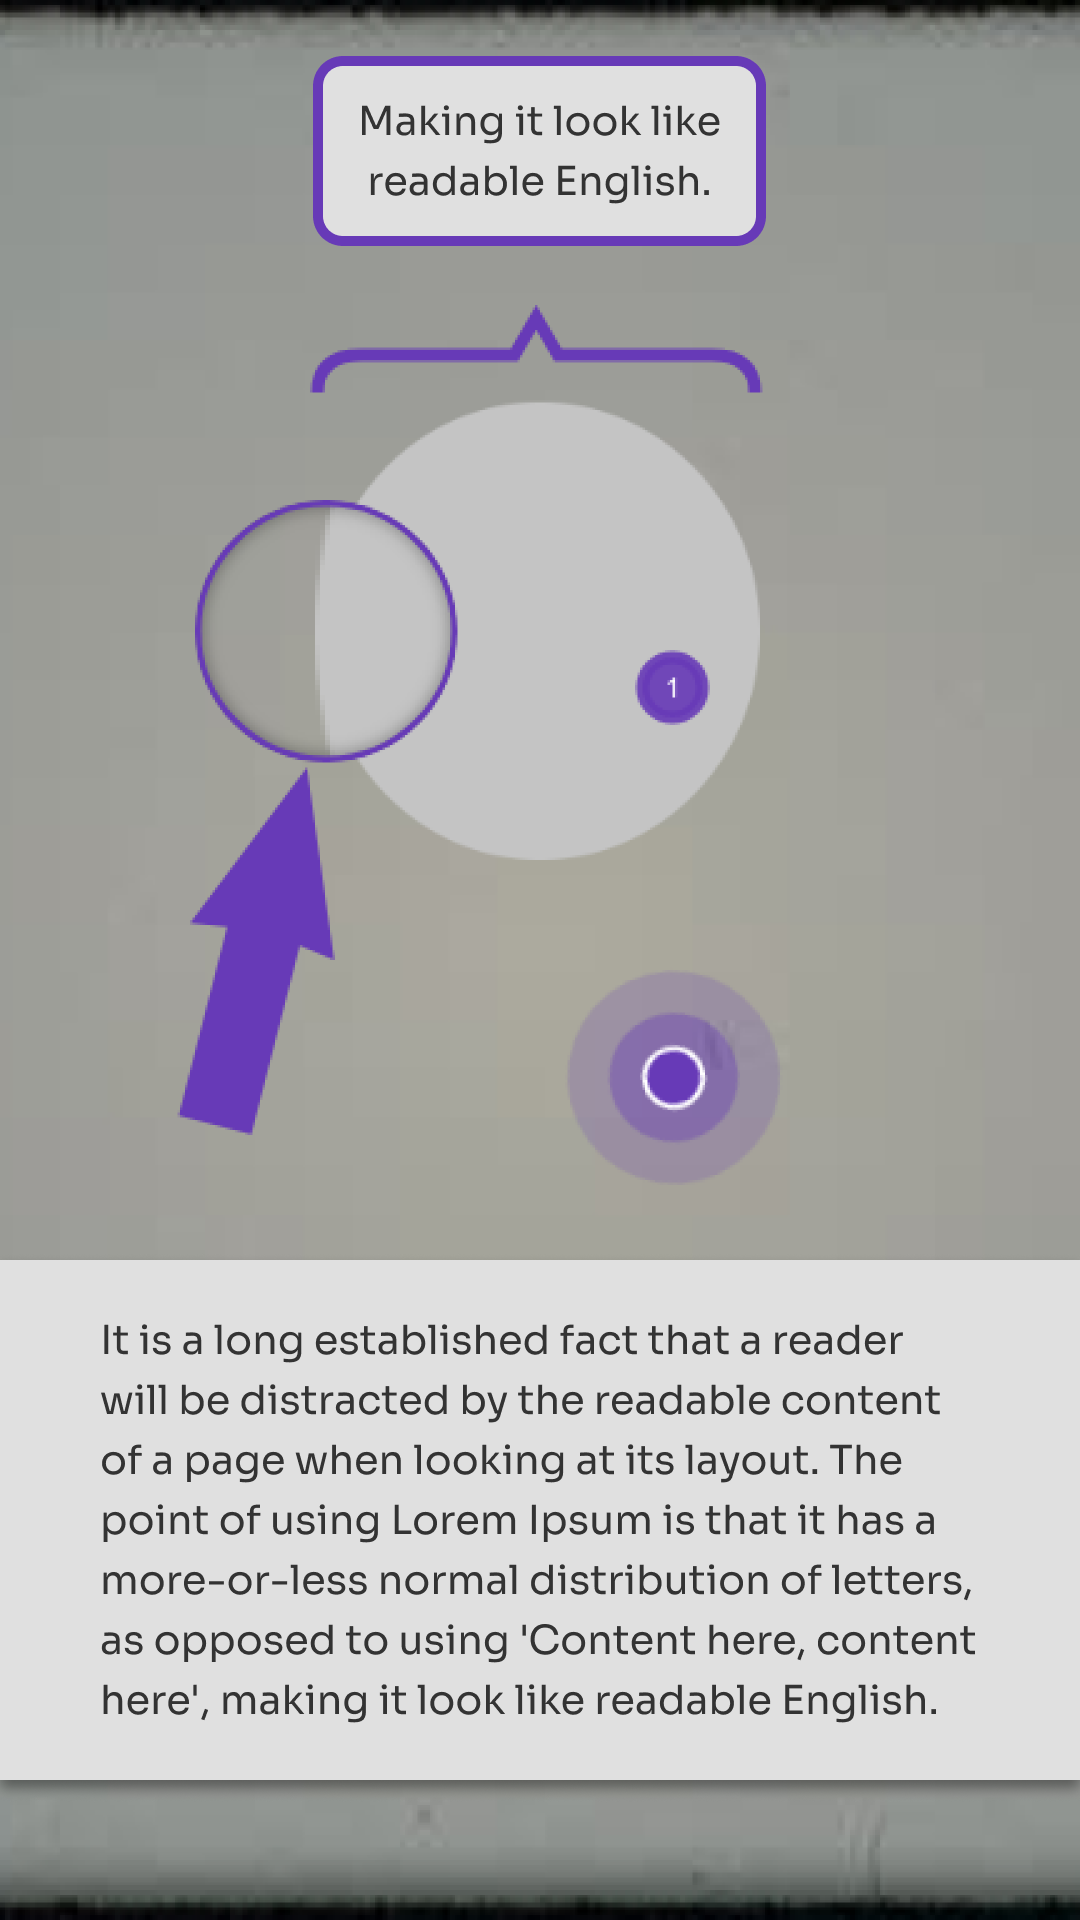 Making it look like
readable English.
1
It is a long established fact that a reader
will be distracted by the readable content
of a page when looking at its layout. The
point of using Lorem Ipsum is that it has a
more-or-less normal distribution of letters,
as opposed to using 'Content here, content
here', making it look like readable English.